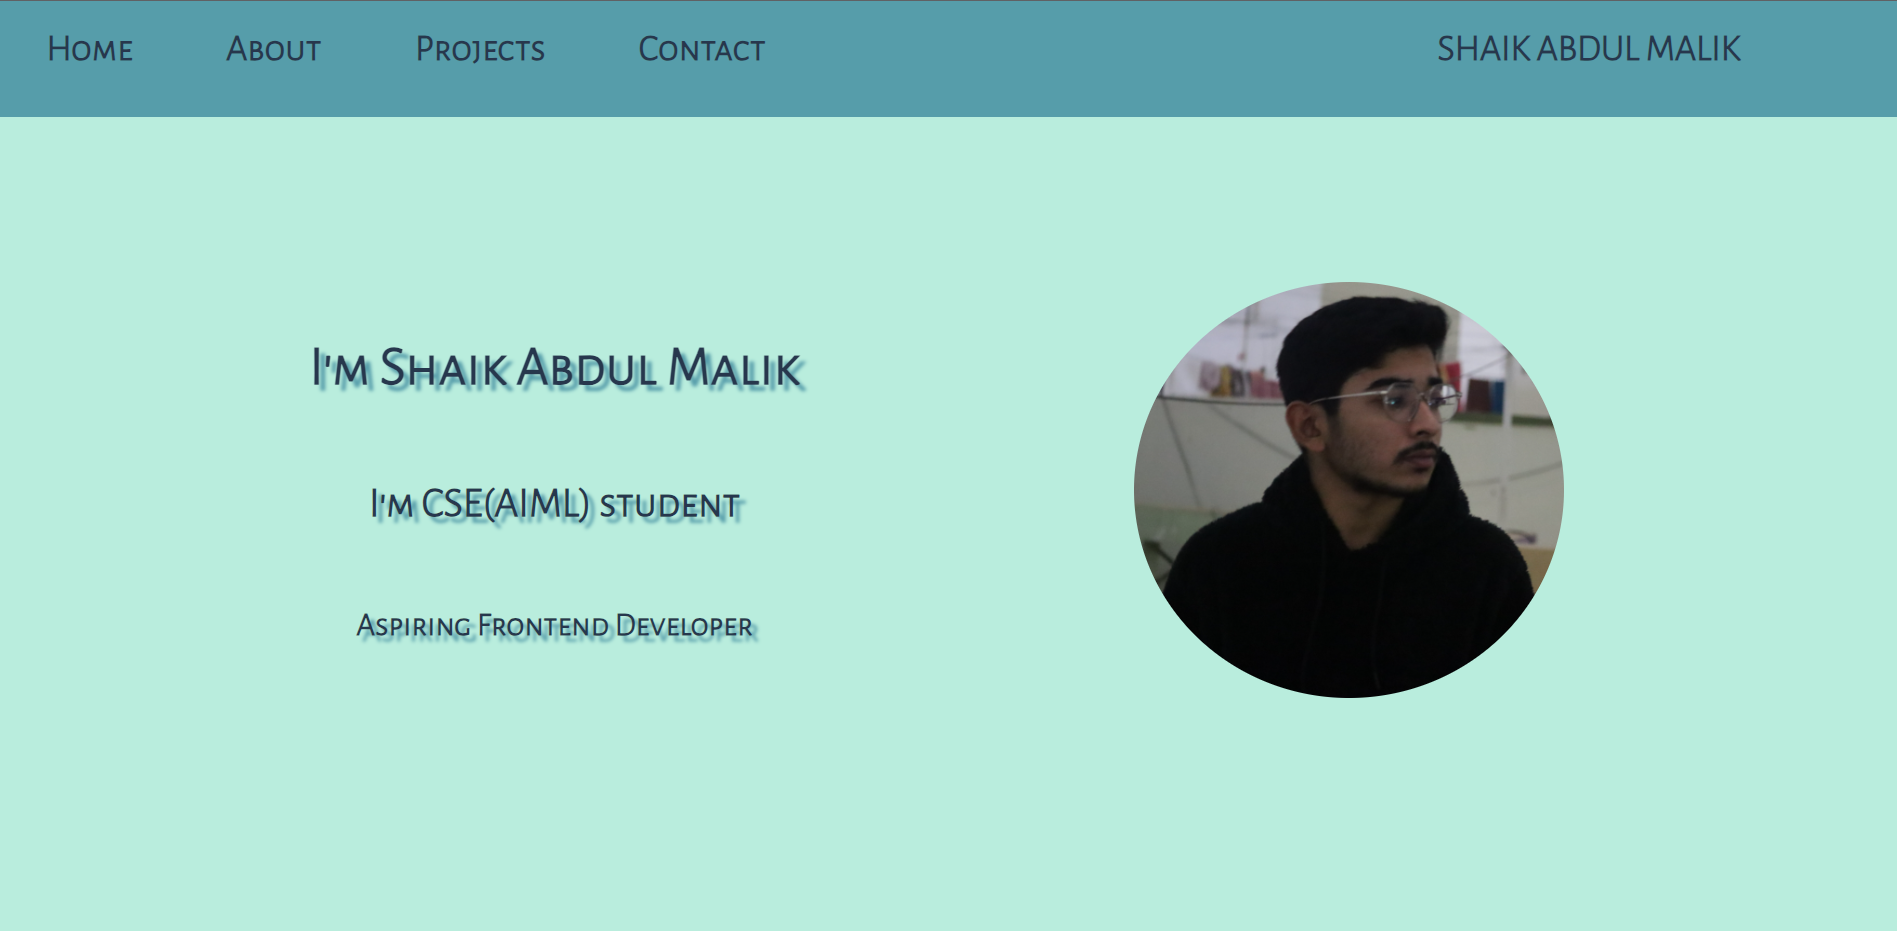 Home About Projects Contact SHAIK ABDUL MALIK
I'm Shaik Abdul Malik
I'm CSE(AIML) student
Aspiring Frontend Developer